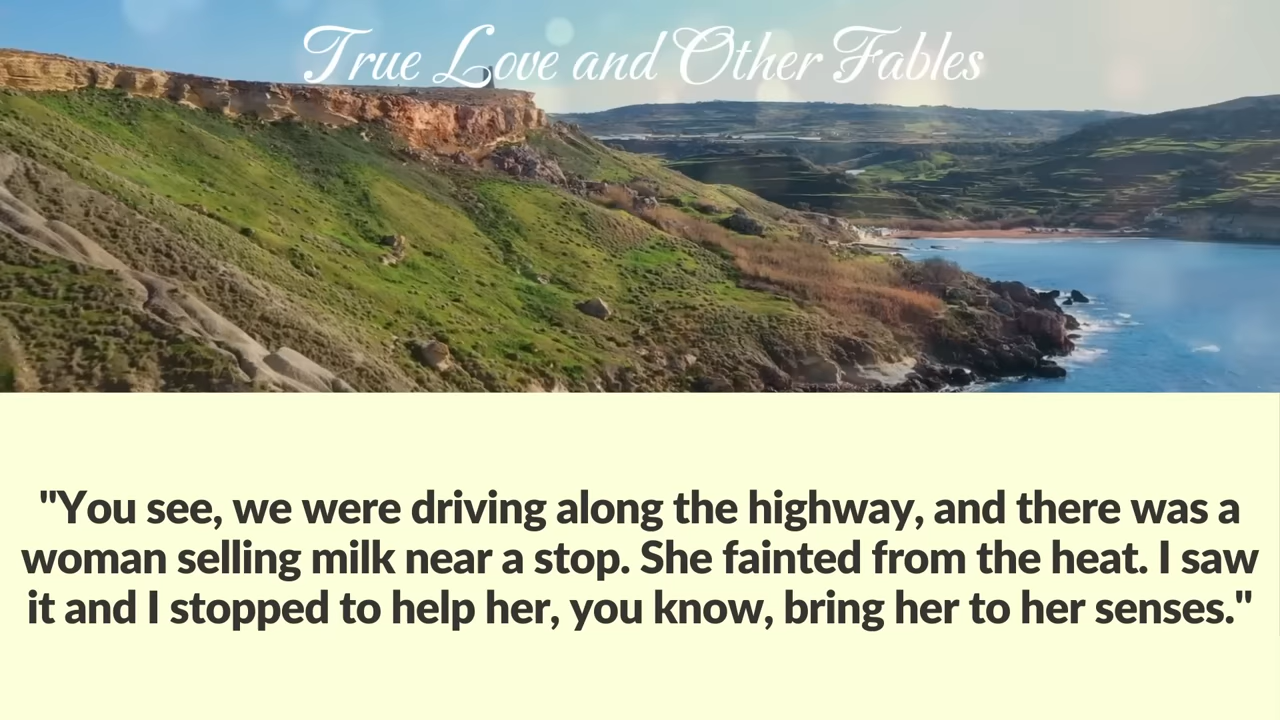 True Love and Other Fables
"You see, we were driving along the highway, and there was a
woman selling milk near a stop. She fainted from the heat. I saw
it and I stopped to help her, you know, bring her to her senses."